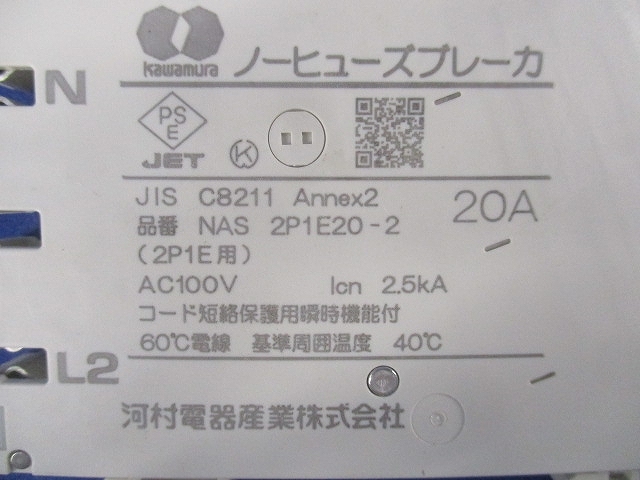 Kawamura ノーヒューズブレーカ
N
PS
E
JET
K
JIS C8211 Annex2
20A
品番 NAS 2P1E20-2
(2P1E用)
AC100V Icn 2.5kA
コード短絡保護用瞬時機能付
60℃電線 基準周囲温度 40℃
L2
河村電器産業株式会社